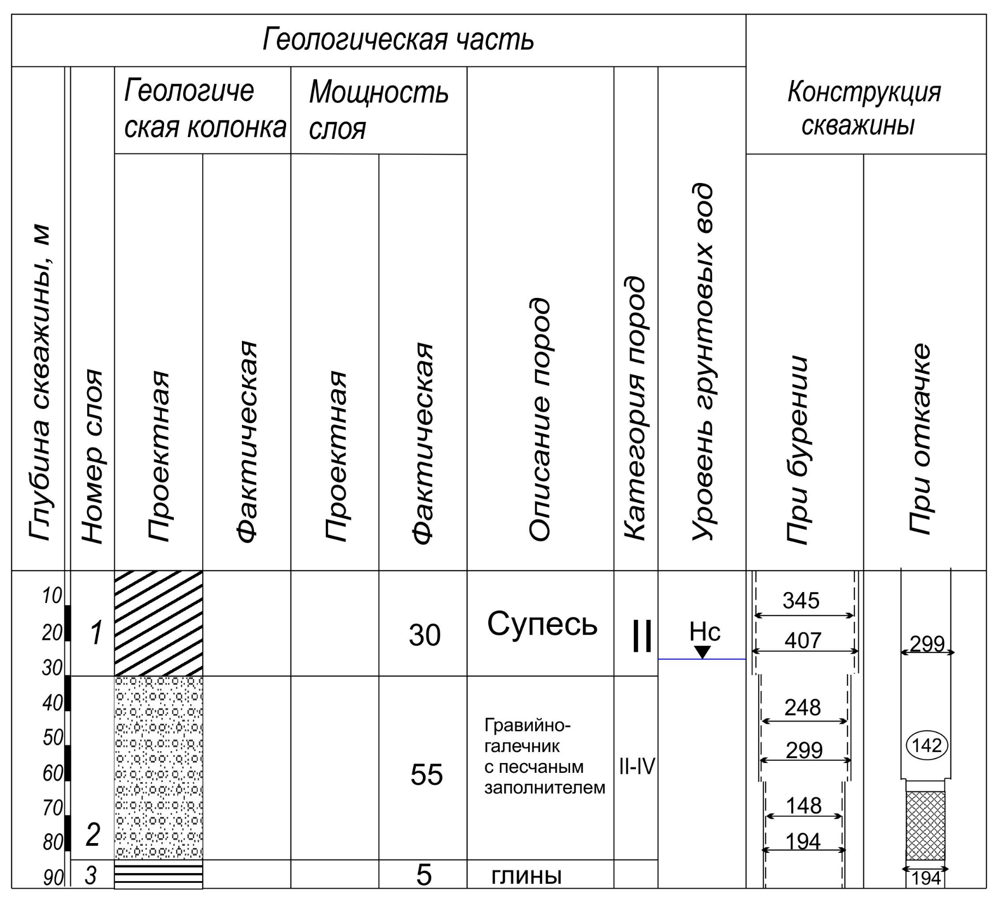 Геологическая часть
Геологиче
ская колонка
Мощность
слоя
Конструкция
скважины
Глубина скважины, м
Номер слоя
Проектная
Фактическая
Проектная
Фактическая
Описание пород
Категория пород
Уровень грунтовых вод
При бурении
При откачке
10
20
30
40
50
60
70
80
90
1
30
Супесь
II
Нс
345
407
299
2
55
Гравийно-
галечник
с песчаным
заполнителем
II-IV
248
299
148
194
142
3
5
глины
194